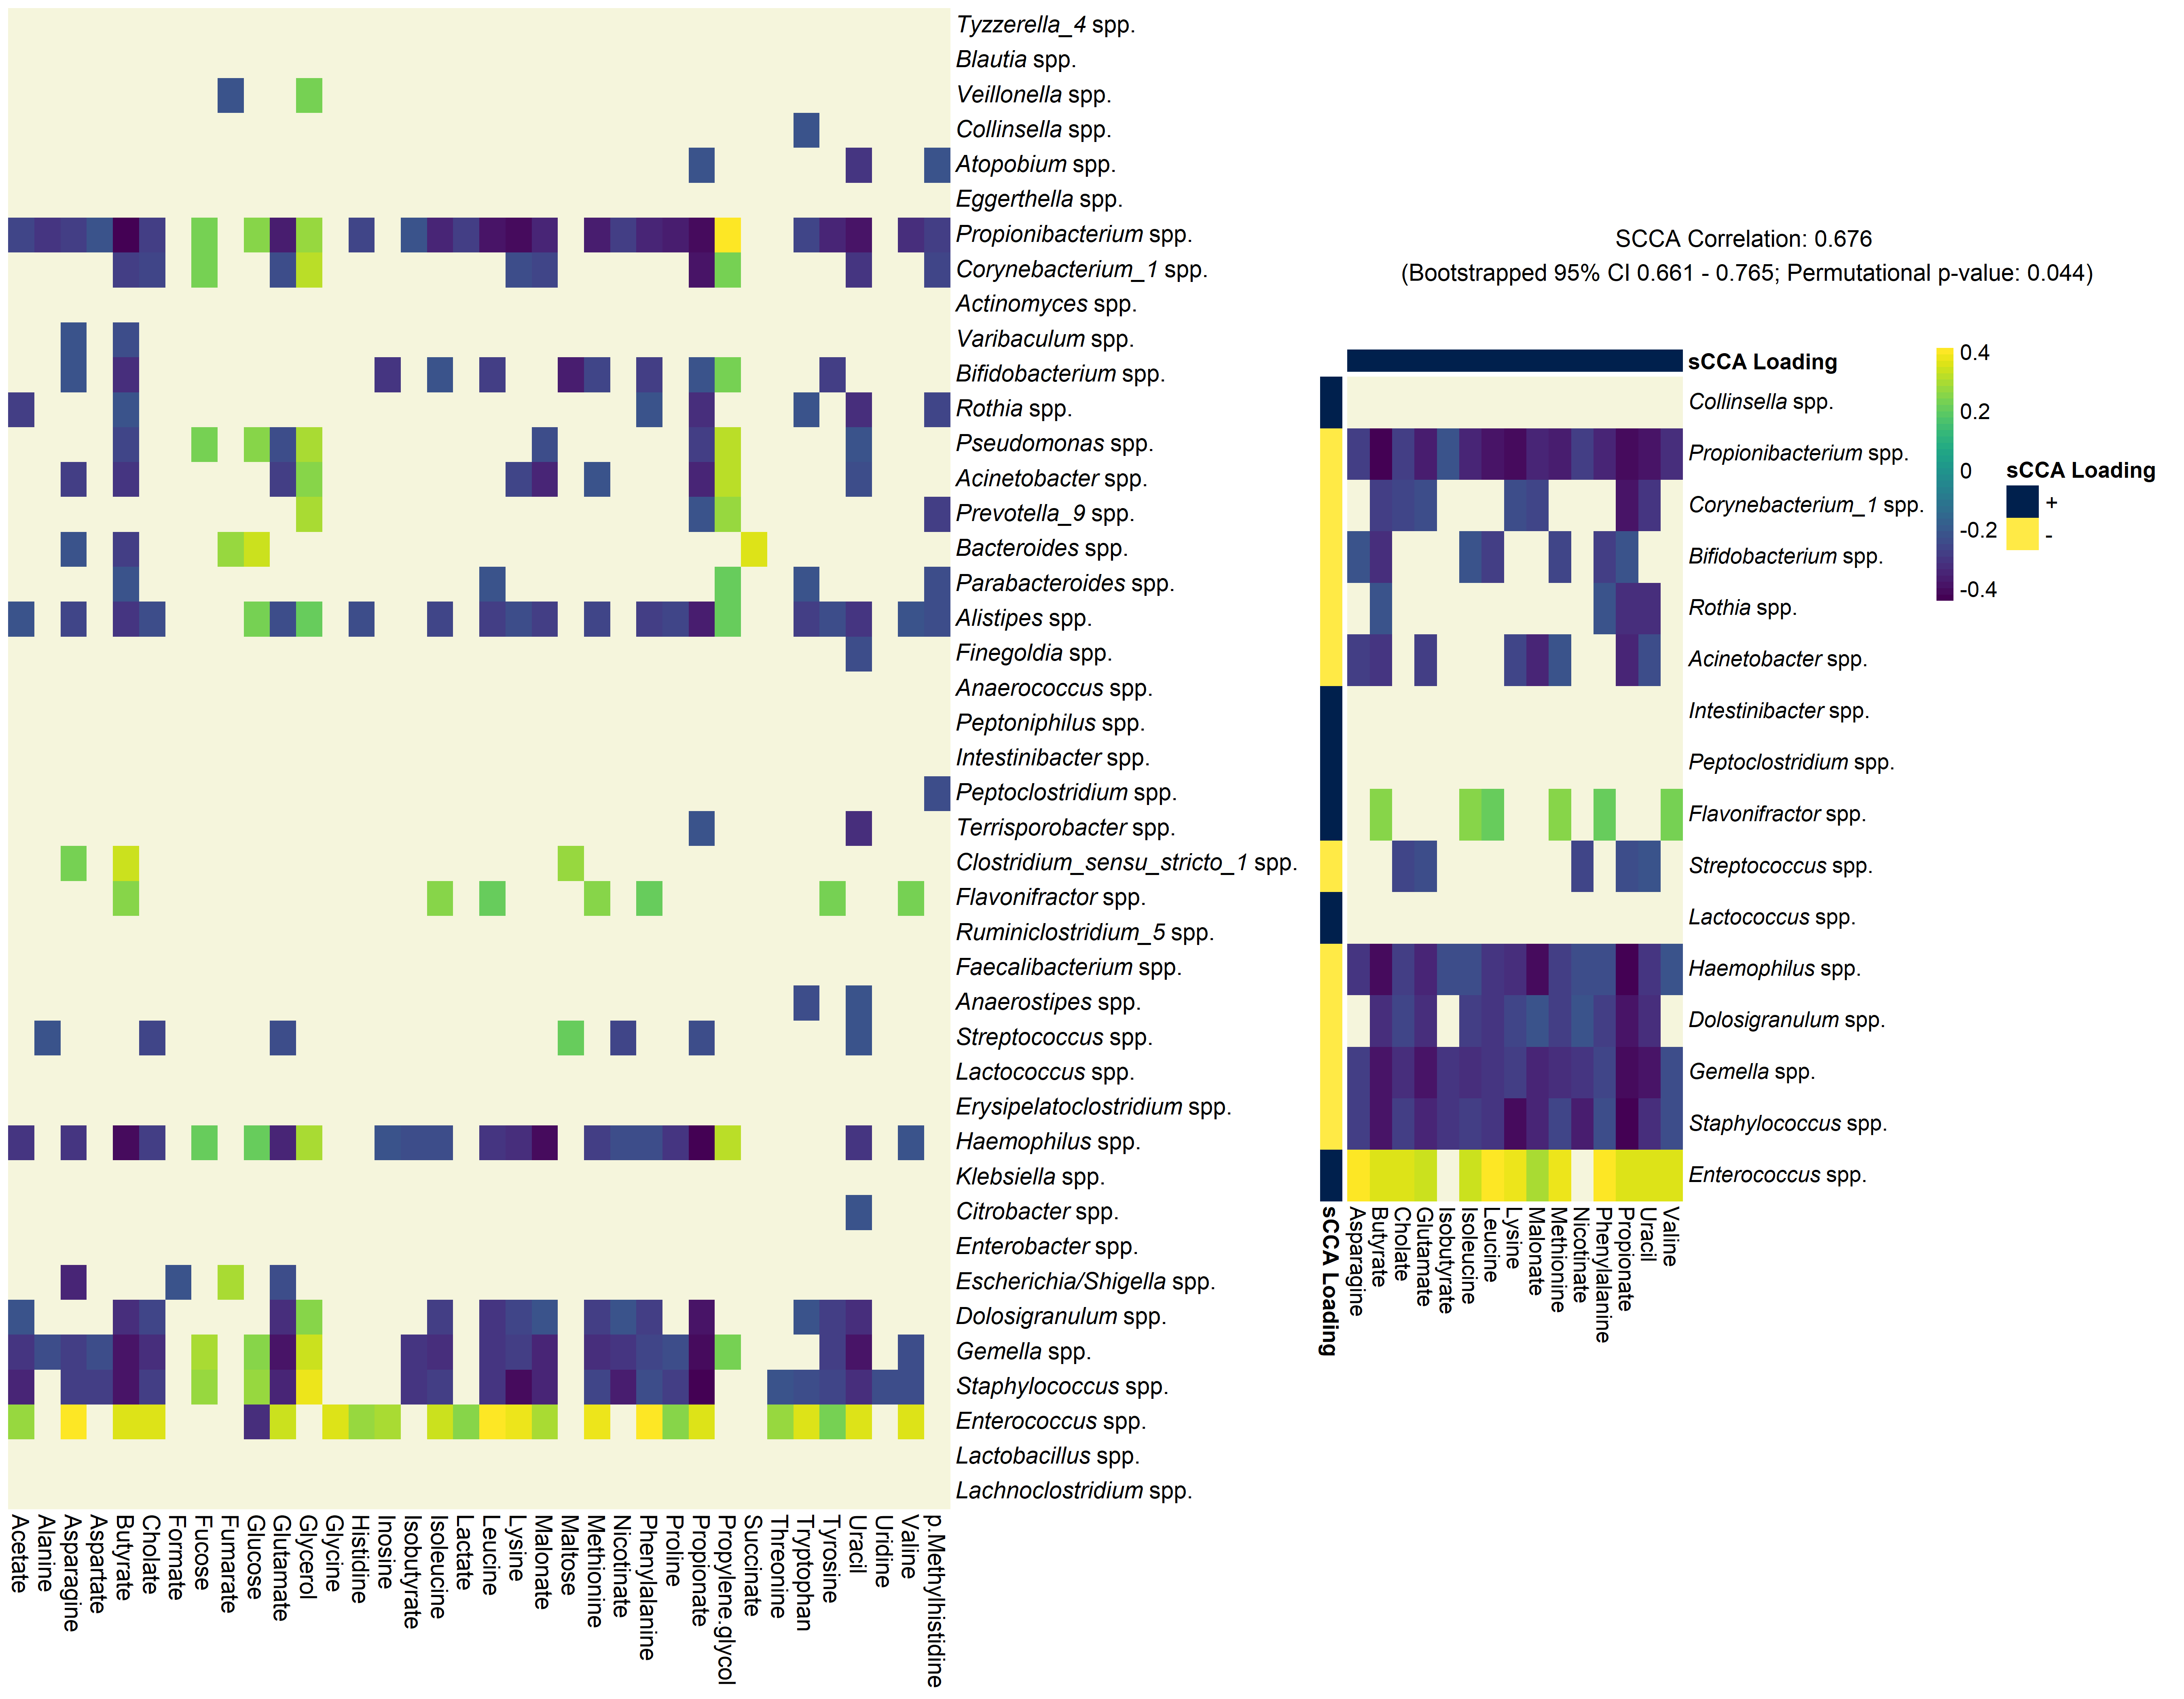 Tyzzerella_4 spp.
Blautia spp.
Veillonella spp.
Collinsella spp.
Atopobium spp.
Eggerthella spp.
Propionibacterium spp.
Corynebacterium_1 spp.
Actinomyces spp.
Varibaculum spp.
Bifidobacterium spp.
Rothia spp.
Pseudomonas spp.
Acinetobacter spp.
Prevotella_9 spp.
Bacteroides spp.
Parabacteroides spp.
Alistipes spp.
Finegoldia spp.
Anaerococcus spp.
Peptoniphilus spp.
Intestinibacter spp.
Peptoclostridium spp.
Terrisporobacter spp.
Clostridium_sensu_stricto_1 spp.
Flavonifractor spp.
Ruminiclostridium_5 spp.
Faecalibacterium spp.
Anaerostipes spp.
Streptococcus spp.
Lactococcus spp.
Erysipelatoclostridium spp.
Haemophilus spp.
Klebsiella spp.
Citrobacter spp.
Enterobacter spp.
Escherichia/Shigella spp.
Dolosigranulum spp.
Gemella spp.
Staphylococcus spp.
Enterococcus spp.
Lactobacillus spp.
Lachnoclostridium spp.
Acetate
Alanine
Asparagine
Aspartate
Butyrate
Cholate
Formate
Fucose
Fumarate
Glucose
Glutamate
Glycerol
Glycine
Histidine
Inosine
Isobutyrate
Isoleucine
Lactate
Leucine
Lysine
Malonate
Maltose
Methionine
Nicotinate
Phenylalanine
Proline
Propionate
Propylene.glycol
Succinate
Threonine
Tryptophan
Tyrosine
Uracil
Uridine
Valine
p.Methylhistidine
SCCA Correlation: 0.676
(Bootstrapped 95% CI 0.661 - 0.765; Permutational p-value: 0.044)
sCCA Loading
Collinsella spp.
Propionibacterium spp.
Corynebacterium_1 spp.
Bifidobacterium spp.
Rothia spp.
Acinetobacter spp.
Intestinibacter spp.
Peptoclostridium spp.
Flavonifractor spp.
Streptococcus spp.
Lactococcus spp.
Haemophilus spp.
Dolosigranulum spp.
Gemella spp.
Staphylococcus spp.
Enterococcus spp.
sCCA Loading
Asparagine
Butyrate
Cholate
Glutamate
Isobutyrate
Isoleucine
Leucine
Lysine
Malonate
Methionine
Nicotinate
Phenylalanine
Propionate
Uracil
Valine
0.4
0.2
0
-0.2
-0.4
sCCA Loading
+
-